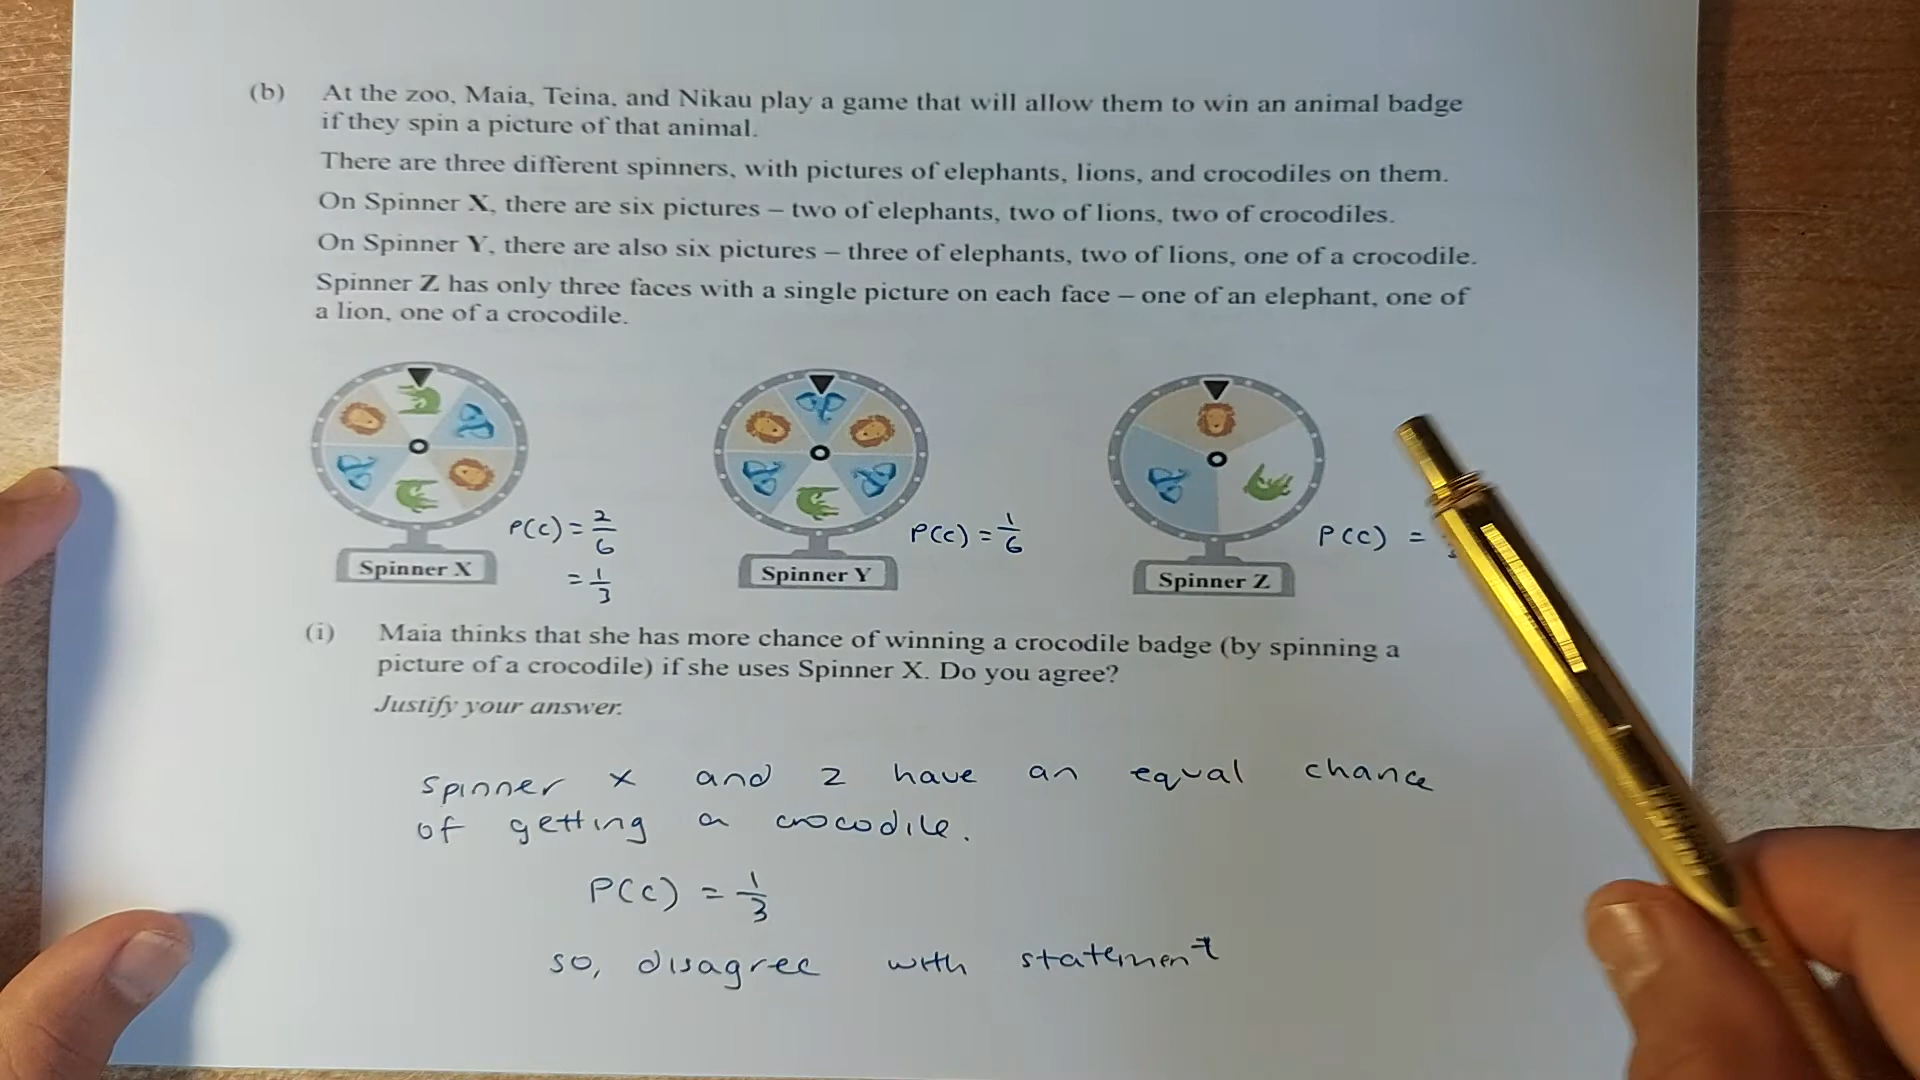 (b) At the zoo, Maia, Teina, and Nikau play a game that will allow them to win an animal badge
if they spin a picture of that animal.
There are three different spinners, with pictures of elephants, lions, and crocodiles on them.
On Spinner X, there are six pictures – two of elephants, two of lions, two of crocodiles.
On Spinner Y, there are also six pictures – three of elephants, two of lions, one of a crocodile.
Spinner Z has only three faces with a single picture on each face – one of an elephant, one of
a lion, one of a crocodile.
P(c) = 2/6
= 1/3
Spinner X
P(c) = 1/6
Spinner Y
P(c) =
Spinner Z
(i) Maia thinks that she has more chance of winning a crocodile badge (by spinning a
picture of a crocodile) if she uses Spinner X. Do you agree?
Justify your answer.
spinner x and z have an equal chance
of getting a crocodile.
P(c) = 1/3
so, disagree with statement